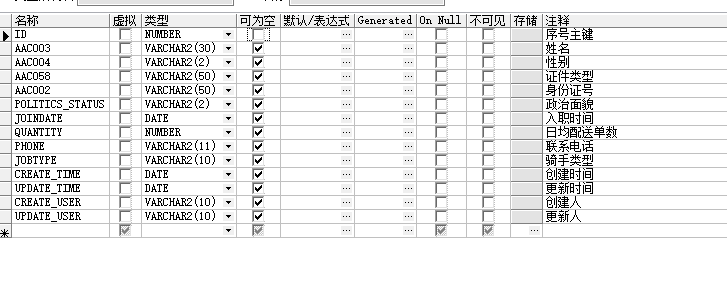 名称 虚拟 类型 可为空 默认/表达式 Generated On Null 不可见 存储 注释
ID NUMBER ... 序号主键
AAC003 VARCHAR2(30) ... 姓名
AAC004 VARCHAR2(2) ... 性别
AAC058 VARCHAR2(50) ... 证件类型
AAC002 VARCHAR2(50) ... 身份证号
POLITICS_STATUS VARCHAR2(2) ... 政治面貌
JOINDATE DATE ... 入职时间
QUANTITY NUMBER ... 日均配送单数
PHONE VARCHAR2(11) ... 联系电话
JOBTYPE VARCHAR2(10) ... 骑手类型
CREATE_TIME DATE ... 创建时间
UPDATE_TIME DATE ... 更新时间
CREATE_USER VARCHAR2(10) ... 创建人
UPDATE_USER VARCHAR2(10) ... 更新人